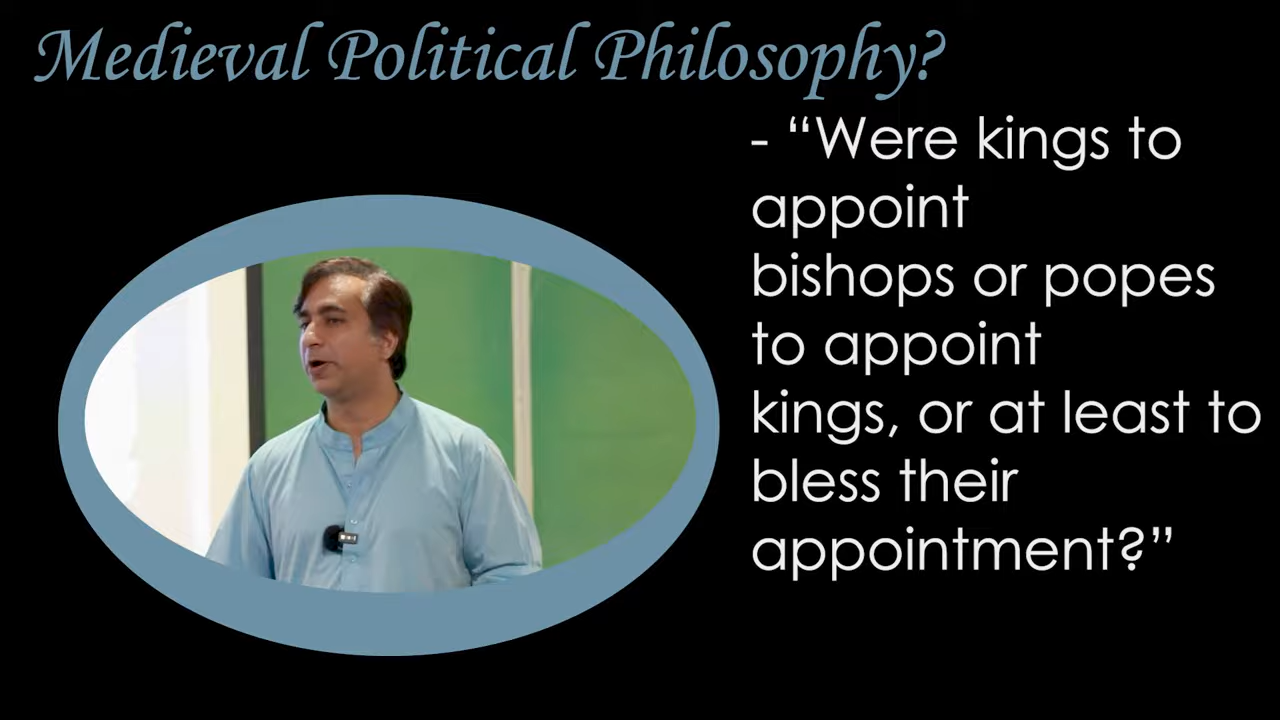 Medieval Political Philosophy?
- “Were kings to
appoint
bishops or popes
to appoint
kings, or at least to
bless their
appointment?”